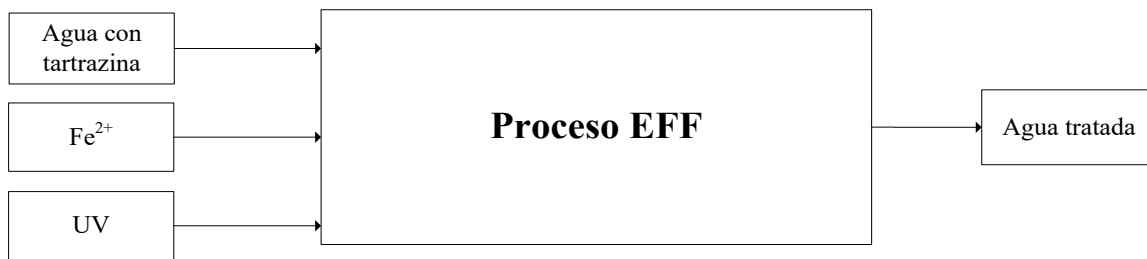 Agua con
tartrazina
Fe²⁺
UV
Proceso EFF
Agua tratada